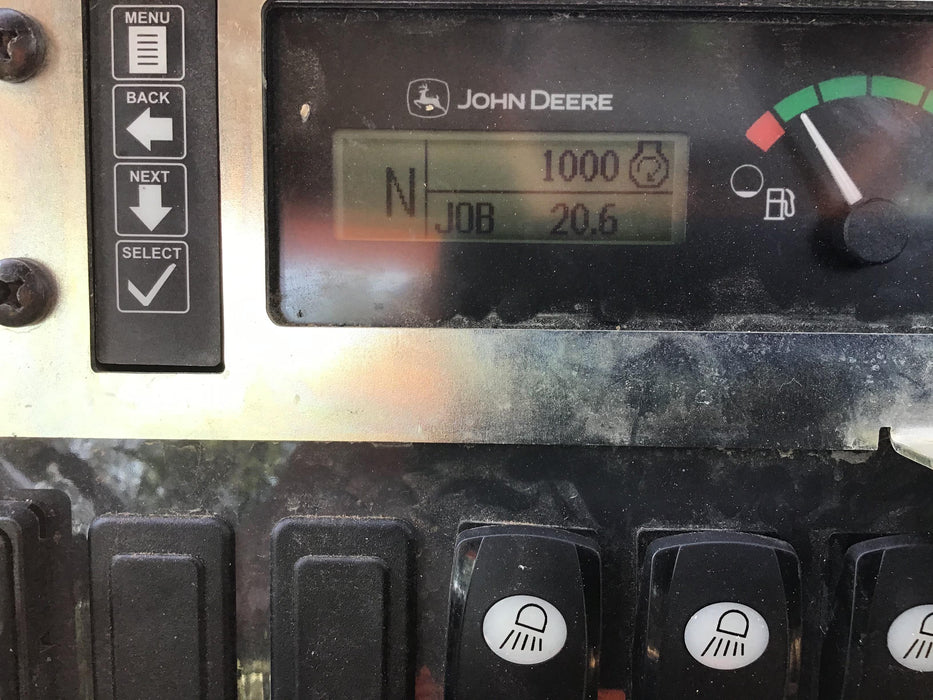 MENU
BACK
NEXT
SELECT
JOHN DEERE
N
1000
JOB 20.6